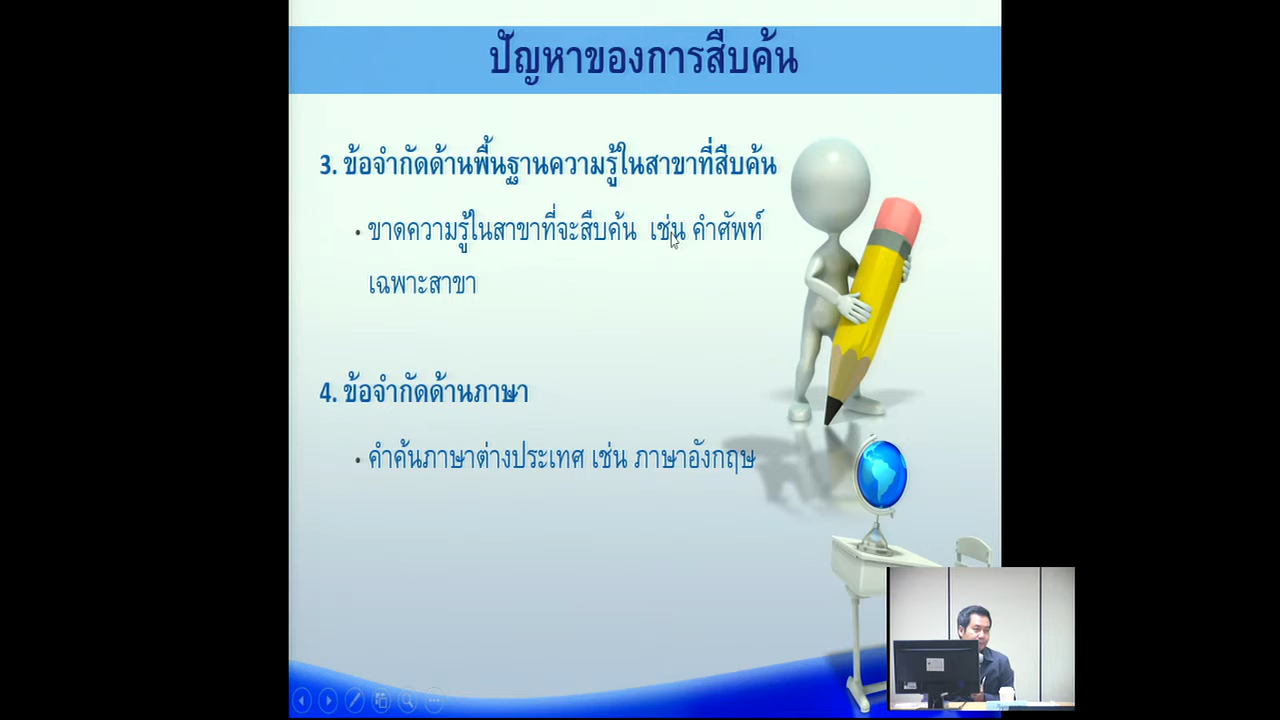 ปัญหาของการสืบค้น
3. ข้อจำกัดด้านพื้นฐานความรู้ในสาขาที่สืบค้น
• ขาดความรู้ในสาขาที่จะสืบค้น เช่น คำศัพท์
เฉพาะสาขา
4. ข้อจำกัดด้านภาษา
• คำค้นภาษาต่างประเทศ เช่น ภาษาอังกฤษ